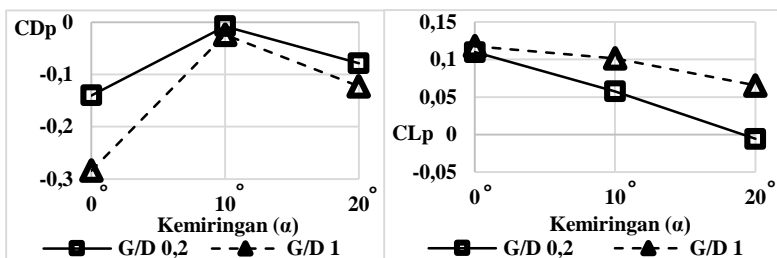 CDp
0
-0,1
-0,2
-0,3
0° 10° 20°
Kemiringan (α)
G/D 0,2 G/D 1
0,15
0,1
0,05
0
-0,05
CLp
0° 10° 20°
Kemiringan (α)
G/D 0,2 G/D 1